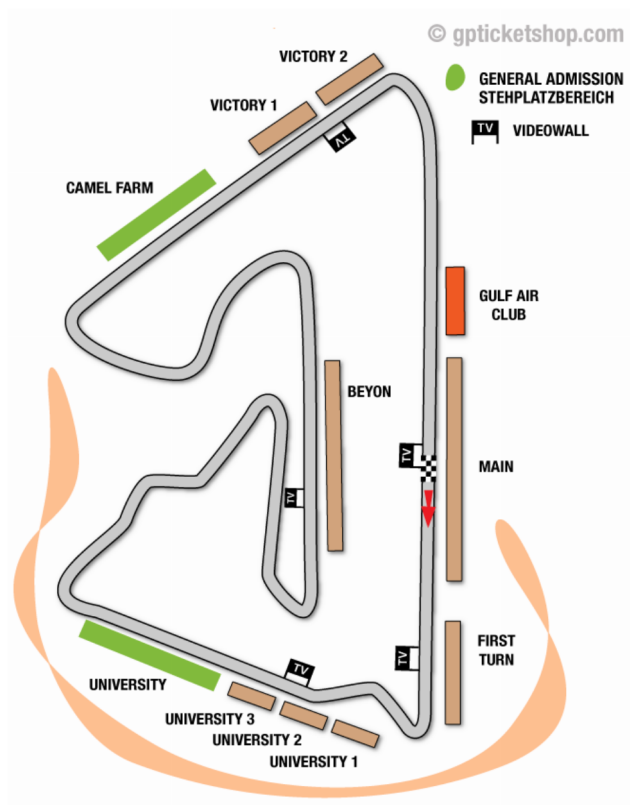 © gpticketshop.com
VICTORY 2
GENERAL ADMISSION
STEHPLATZBEREICH
VICTORY 1
TV
VIDEOWALL
TV
CAMEL FARM
GULF AIR
CLUB
BEYON
TV
MAIN
TV
FIRST
TURN
TV
TV
UNIVERSITY
UNIVERSITY 3
UNIVERSITY 2
UNIVERSITY 1